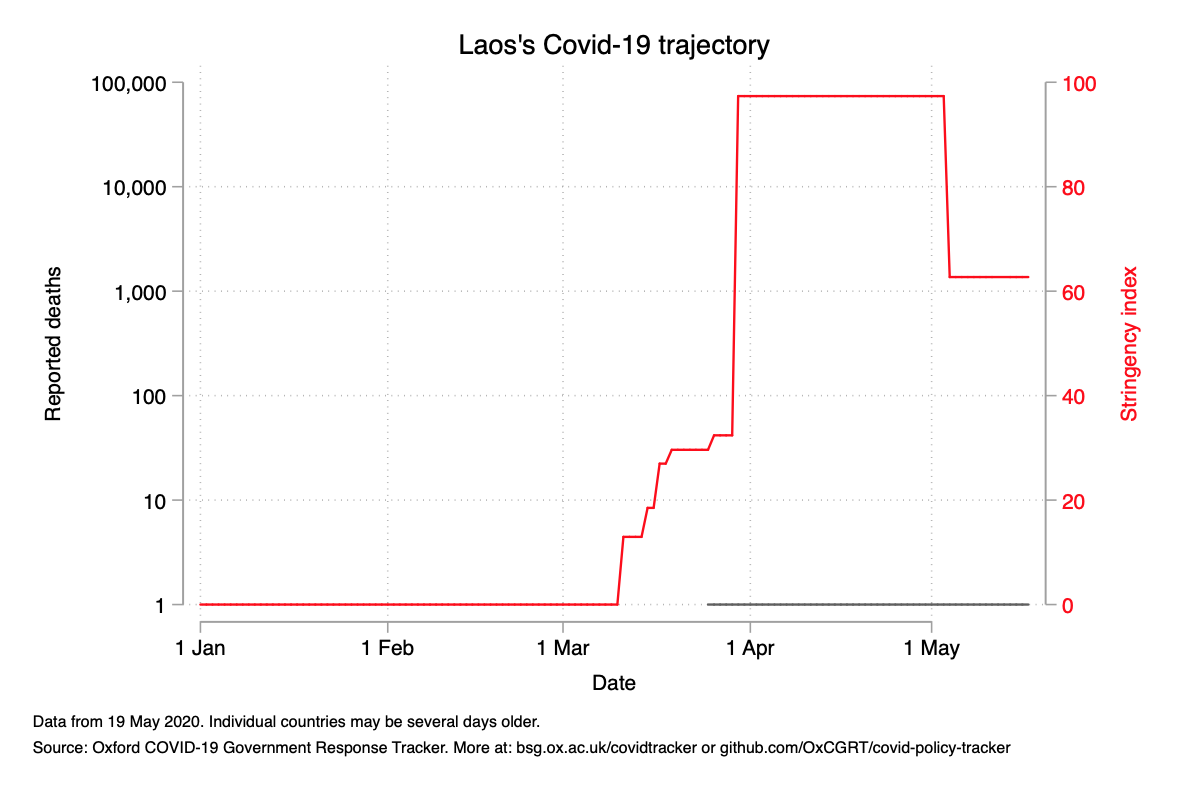 Laos's Covid-19 trajectory
100,000
10,000
1,000
100
10
1
Reported deaths
100
80
60
40
20
0
Stringency index
1 Jan
1 Feb
1 Mar
1 Apr
1 May
Date
Data from 19 May 2020. Individual countries may be several days older.
Source: Oxford COVID-19 Government Response Tracker. More at: bsg.ox.ac.uk/covidtracker or github.com/OxCGRT/covid-policy-tracker